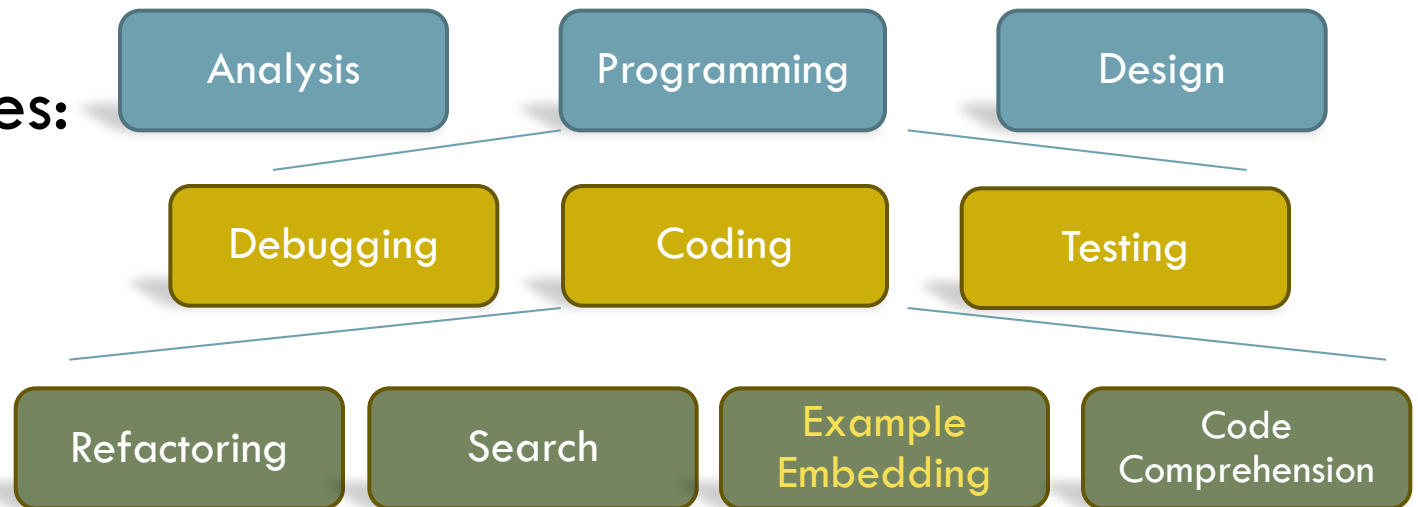 Analysis
Programming
Design
es:
Debugging
Coding
Testing
Refactoring
Search
Example
Embedding
Code
Comprehension